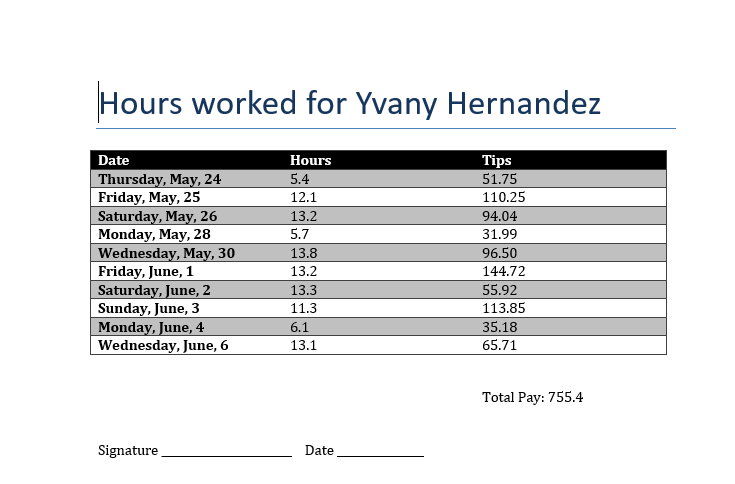 Hours worked for Yvany Hernandez
Date Hours Tips
Thursday, May, 24 5.4 51.75
Friday, May, 25 12.1 110.25
Saturday, May, 26 13.2 94.04
Monday, May, 28 5.7 31.99
Wednesday, May, 30 13.8 96.50
Friday, June, 1 13.2 144.72
Saturday, June, 2 13.3 55.92
Sunday, June, 3 11.3 113.85
Monday, June, 4 6.1 35.18
Wednesday, June, 6 13.1 65.71
Total Pay: 755.4
Signature ____________________ Date _____________